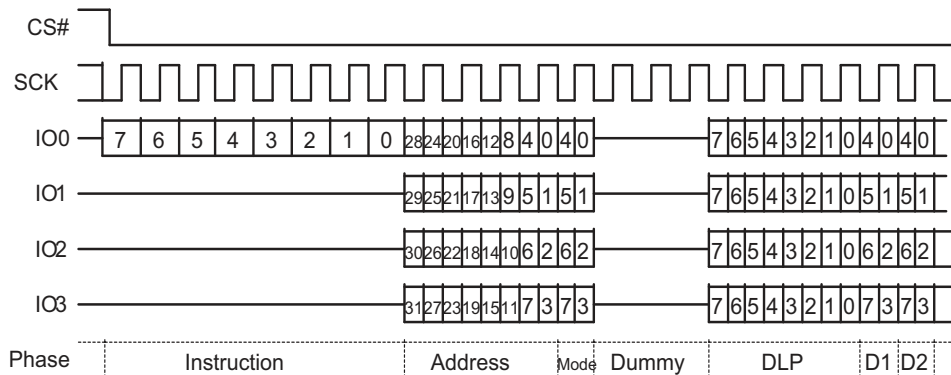 CS#
SCK
IO0 7 6 5 4 3 2 1 0 28 24 20 16 12 8 4 0 4 0 7 6 5 4 3 2 1 0 4 0 4 0
IO1 29 25 21 17 13 9 5 1 5 1 7 6 5 4 3 2 1 0 5 1 5 1
IO2 30 26 22 18 14 10 6 2 6 2 7 6 5 4 3 2 1 0 6 2 6 2
IO3 31 27 23 19 15 11 7 3 7 3 7 6 5 4 3 2 1 0 7 3 7 3
Phase Instruction Address Mode Dummy DLP D1 D2